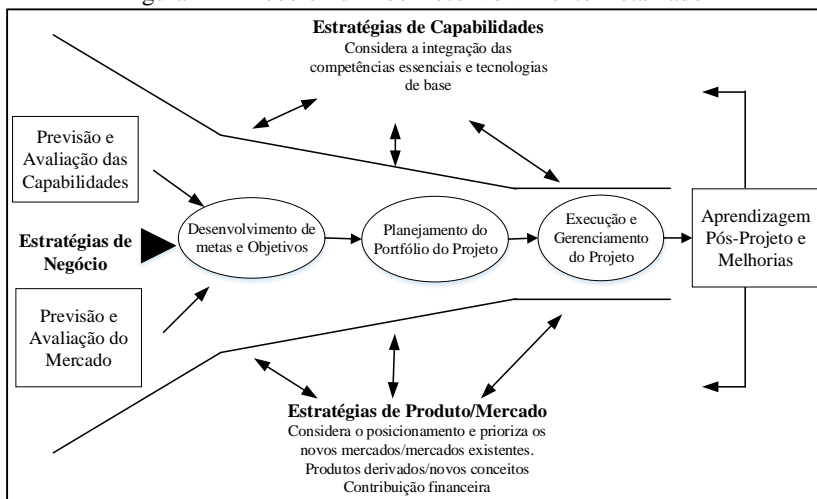 Estratégias de Capabilidades
Considera a integração das
competências essenciais e tecnologias
de base
Previsão e
Avaliação das
Capabilidades
Estratégias de
Negócio
Previsão e
Avaliação do
Mercado
Desenvolvimento de
metas e Objetivos
Planejamento do
Portfólio do Projeto
Execução e
Gerenciamento
do Projeto
Aprendizagem
Pós-Projeto e
Melhorias
Estratégias de Produto/Mercado
Considera o posicionamento e prioriza os
novos mercados/mercados existentes.
Produtos derivados/novos conceitos
Contribuição financeira